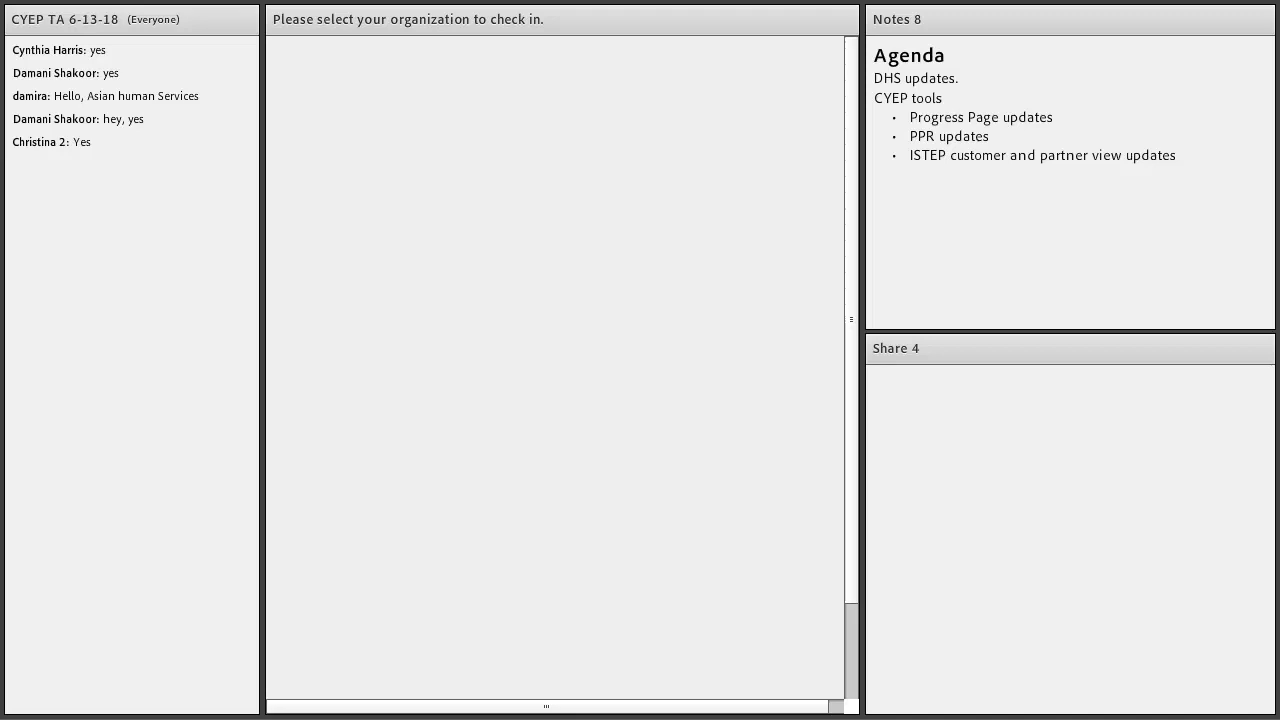 CYEP TA 6-13-18 (Everyone)
Cynthia Harris: yes
Damani Shakoor: yes
damira: Hello, Asian human Services
Damani Shakoor: hey, yes
Christina 2: Yes
Please select your organization to check in.
Notes 8
Agenda
DHS updates.
CYEP tools
• Progress Page updates
• PPR updates
• ISTEP customer and partner view updates
Share 4